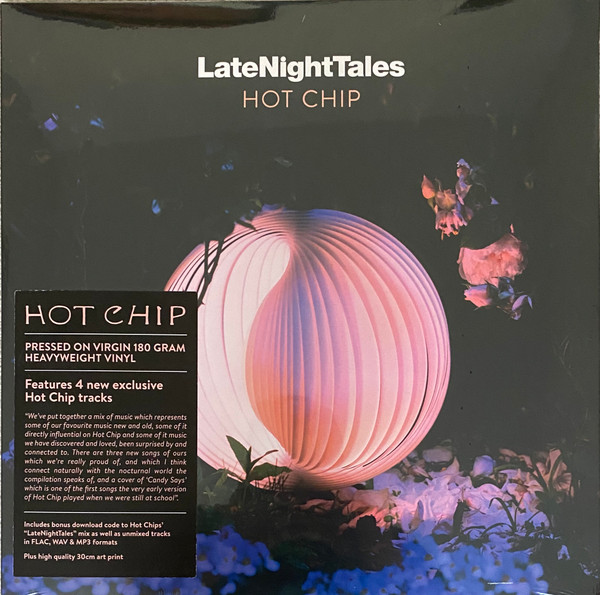 LateNightTales
HOT CHIP
HOT CHIP
PRESSED ON VIRGIN 180 GRAM
HEAVYWEIGHT VINYL
Features 4 new exclusive
Hot Chip tracks
"We've put together a mix of music which represents
some of our favourite music new and old, some of it
directly influential on Hot Chip and some of it music
we have discovered and loved, been surprised by and
connected to. There are three new songs of ours
which we're really proud of, and which I think
connect naturally with the nocturnal world the
compilation speaks of, and a cover of 'Candy Says'
which is one of the first songs the very early version
of Hot Chip played when we were still at school".
Includes bonus download code to Hot Chips'
"LateNightTales" mix as well as unmixed tracks
in FLAC, WAV & MP3 formats
Plus high quality 30cm art print